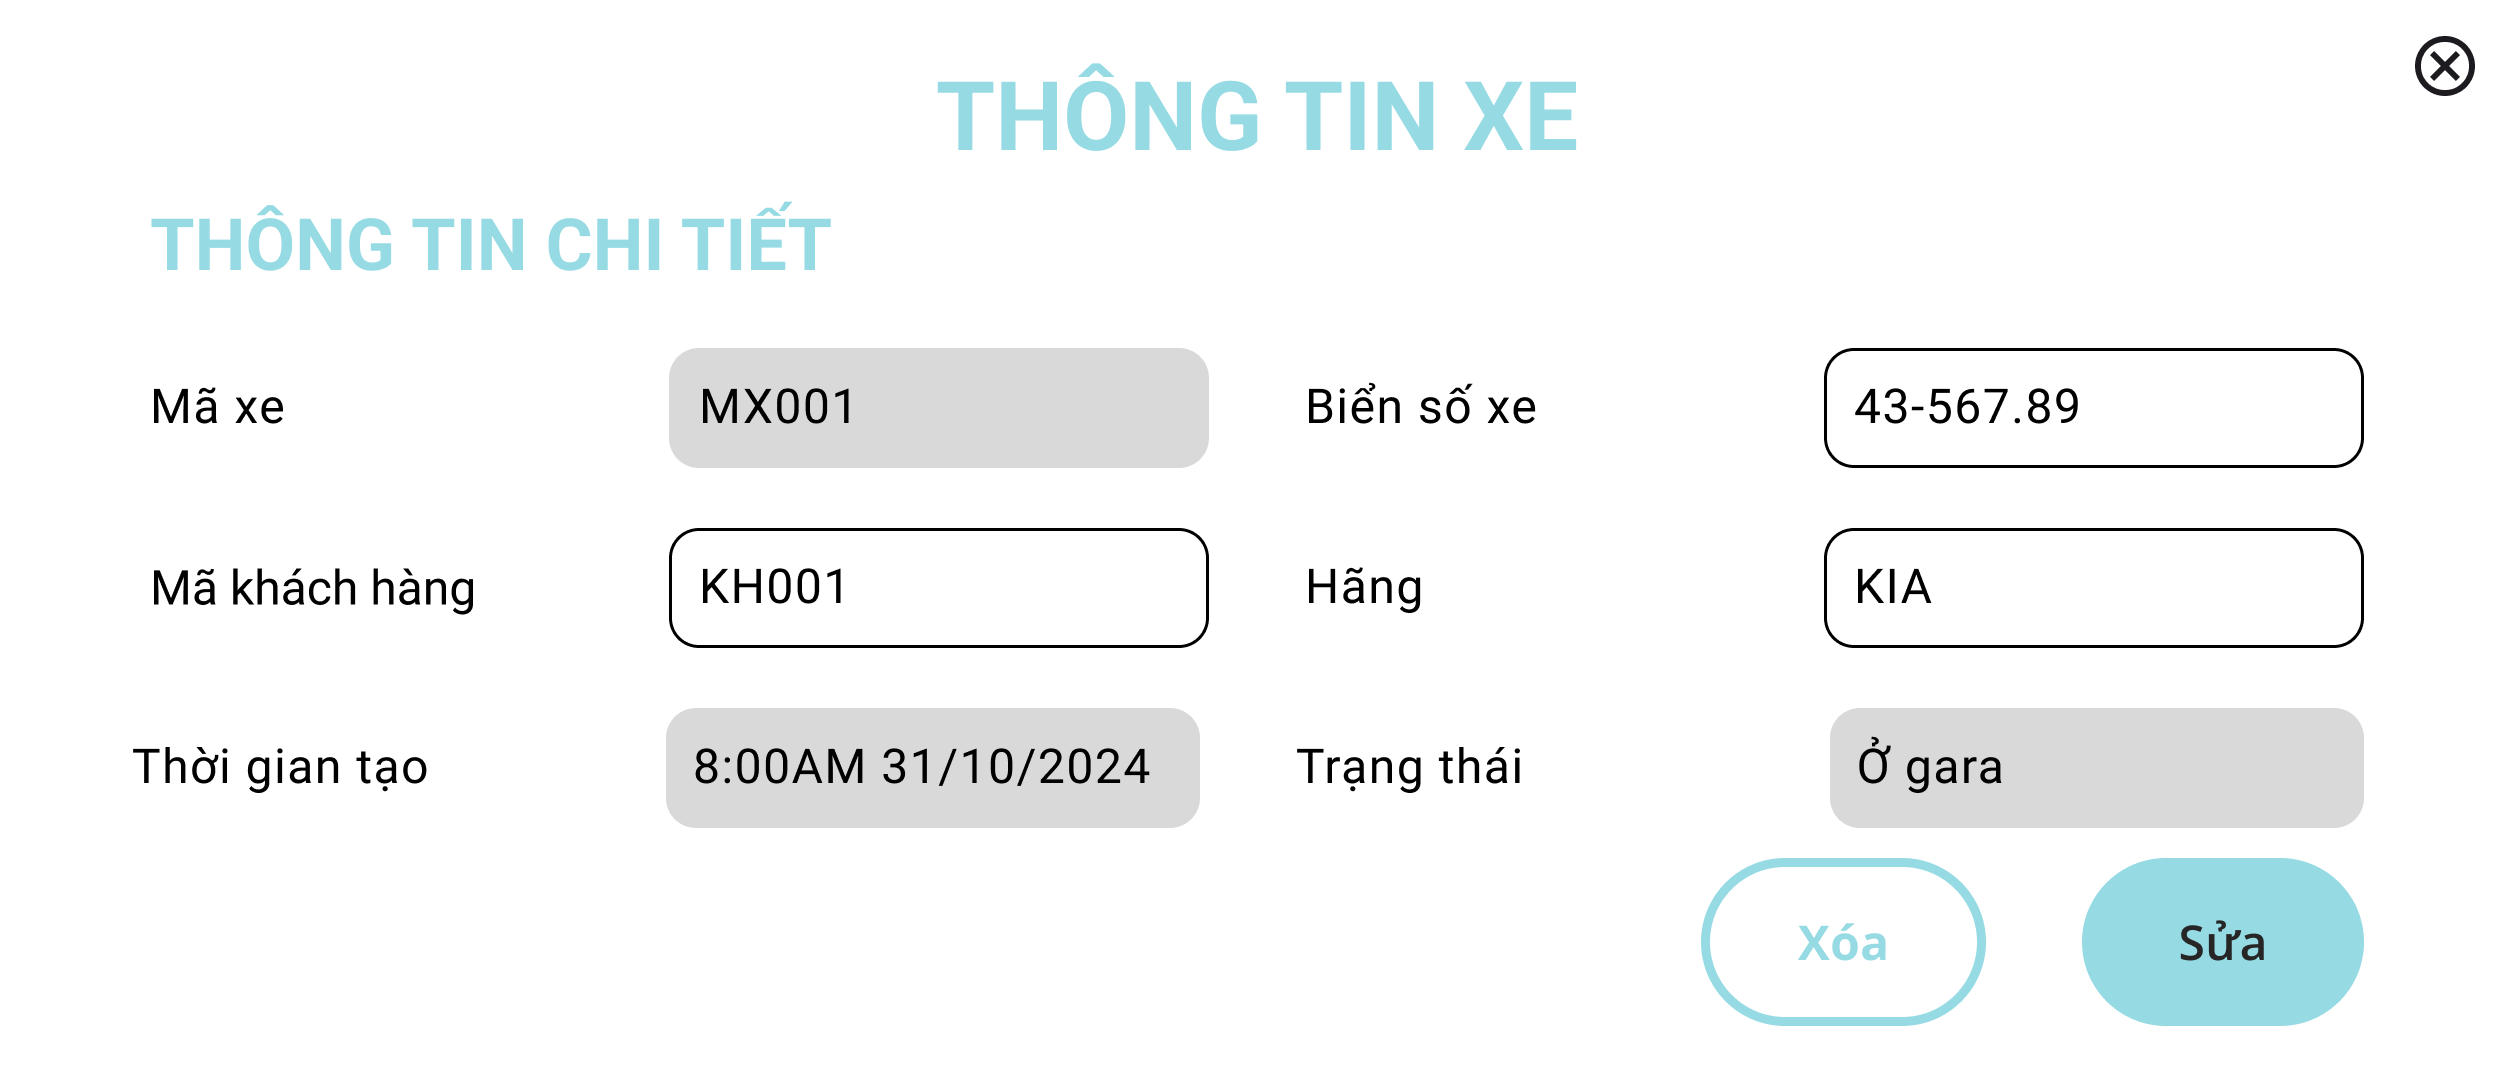 THÔNG TIN XE
THÔNG TIN CHI TIẾT
Mã xe MX001 Biển số xe 43-567.89
Mã khách hàng KH001 Hãng KIA
Thời gian tạo 8:00AM 31/10/2024 Trạng thái Ở gara
Xóa Sửa